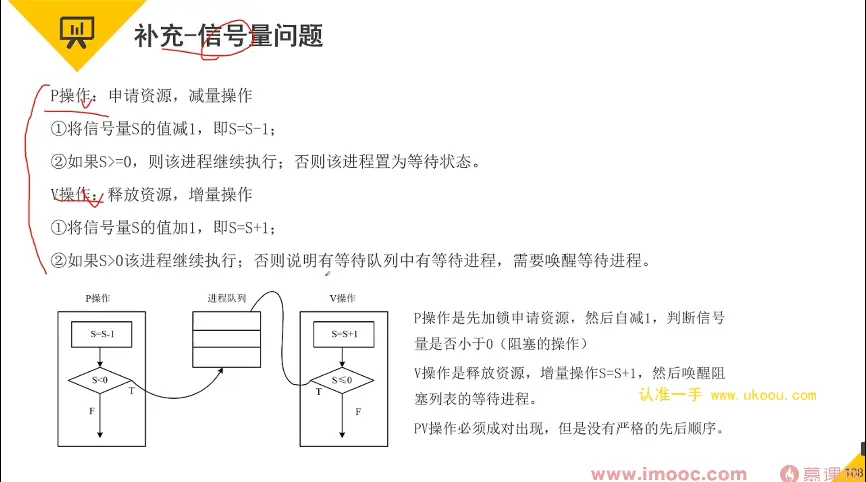 补充-信号量问题
P操作：申请资源，减量操作
①将信号量S的值减1，即S=S-1；
②如果S>=0，则该进程继续执行；否则该进程置为等待状态。
V操作：释放资源，增量操作
①将信号量S的值加1，即S=S+1；
②如果S>0该进程继续执行；否则说明有等待队列中有等待进程，需要唤醒等待进程。
P操作
进程队列
V操作
S=S-1
S=S+1
S<0
S≤0
T
T
F
F
P操作是先加锁申请资源，然后自减1，判断信号
量是否小于0（阻塞的操作）
V操作是释放资源，增量操作S=S+1，然后唤醒阻
塞列表的等待进程。
认准一手 www.ukoou.com
PV操作必须成对出现，但是没有严格的先后顺序。
www.imooc.com
慕课
108